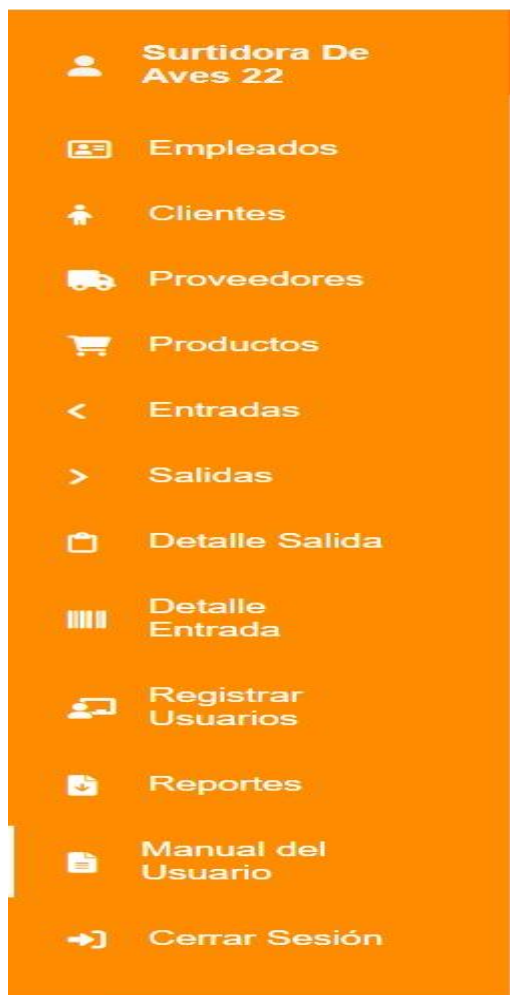 Surtidora De
Aves 22
Empleados
Clientes
Proveedores
Productos
Entradas
Salidas
Detalle Salida
Detalle
Entrada
Registrar
Usuarios
Reportes
Manual del
Usuario
Cerrar Sesión